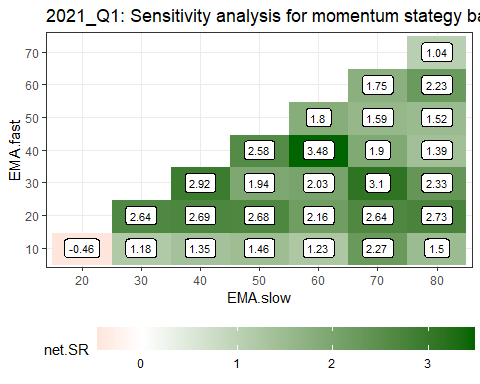 2021_Q1: Sensitivity analysis for momentum stategy ba
EMA.fast
70
1.04
60
1.75 2.23
50
1.8 1.59 1.52
40
2.58 3.48 1.9 1.39
30
2.92 1.94 2.03 3.1 2.33
20
2.64 2.69 2.68 2.16 2.64 2.73
10
-0.46 1.18 1.35 1.46 1.23 2.27 1.5
20 30 40 50 60 70 80
EMA.slow
net.SR
0 1 2 3